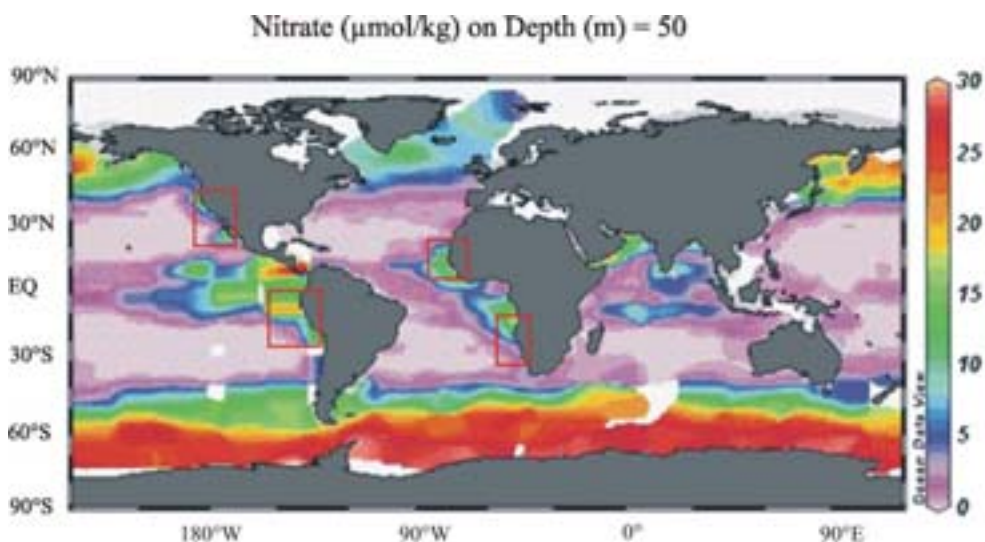 Nitrate (µmol/kg) on Depth (m) = 50
90°N
60°N
30°N
EQ
30°S
60°S
90°S
180°W
90°W
0°
90°E
30
25
20
15
10
5
0
Ocean Data View